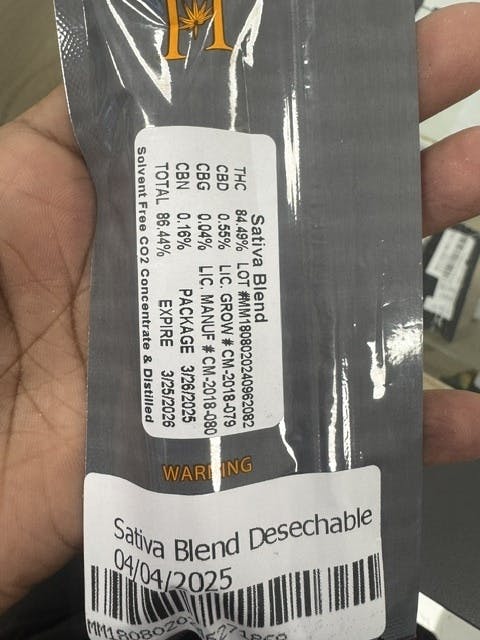 H
Sativa Blend
THC 84.49% LOT #MM1808020240962082
CBD 0.55% LIC. GROW # CM-2018-079
CBG 0.04% LIC. MANUF # CM-2018-080
CBN 0.16% PACKAGE 3/26/2025
TOTAL 86.44% EXPIRE 3/25/2026
Solvent Free CO2 Concentrate & Distilled
WARNING
Sativa Blend Desechable
04/04/2025